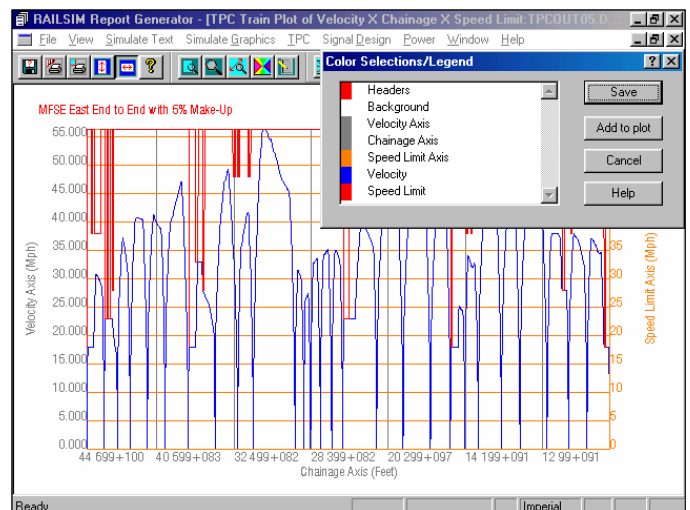 RAILSIM Report Generator - [TPC Train Plot of Velocity X Chainage X Speed Limit:TPCOUT05.D...
File View Simulate Text Simulate Graphics TPC Signal Design Power Window Help
Color Selections/Legend
Headers
Background
Velocity Axis
Chainage Axis
Speed Limit Axis
Velocity
Speed Limit
Save
Add to plot
Cancel
Help
MFSE East End to End with 5% Make-Up
55.000
50.000
45.000
40.000
35.000
30.000
25.000
20.000
15.000
10.000
5.000
0.000
Velocity Axis (Mph)
35
30
25
20
15
10
5
0
Speed Limit Axis (Mph)
44 699+100 40 599+083 32 499+082 28 399+082 20 299+097 14 199+091 12 99+091
Chainage Axis (Feet)
Ready
Imperial